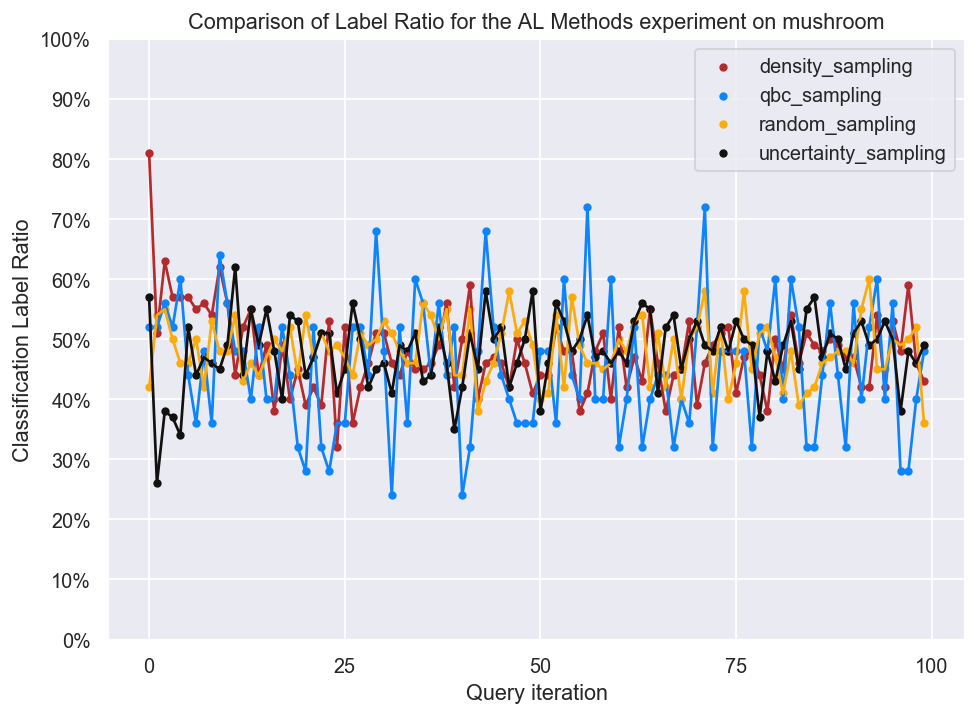 Comparison of Label Ratio for the AL Methods experiment on mushroom
100%
90%
80%
70%
60%
50%
40%
30%
20%
10%
0%
Classification Label Ratio
density_sampling
qbc_sampling
random_sampling
uncertainty_sampling
0 25 50 75 100
Query iteration